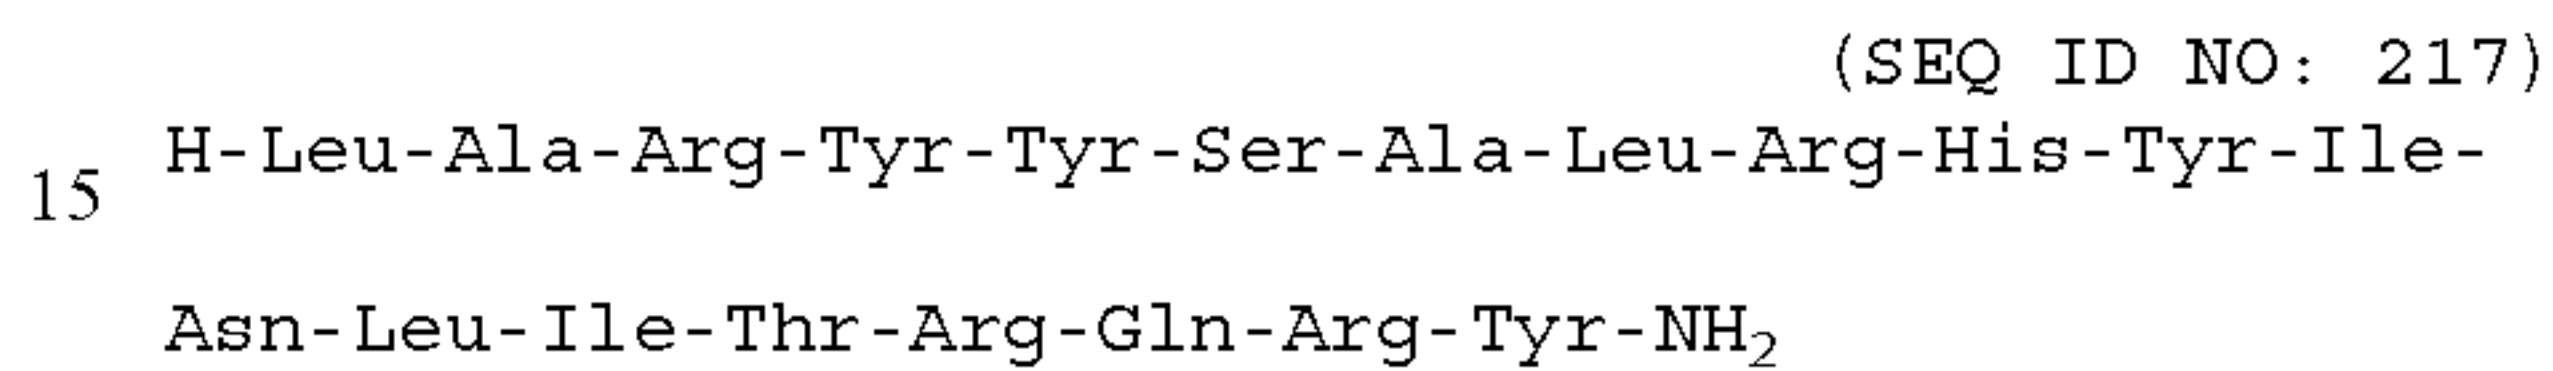 (SEQ ID NO: 217)
H-Leu-Ala-Arg-Tyr-Tyr-Ser-Ala-Leu-Arg-His-Tyr-Ile-
15
Asn-Leu-Ile-Thr-Arg-Gln-Arg-Tyr-NH₂